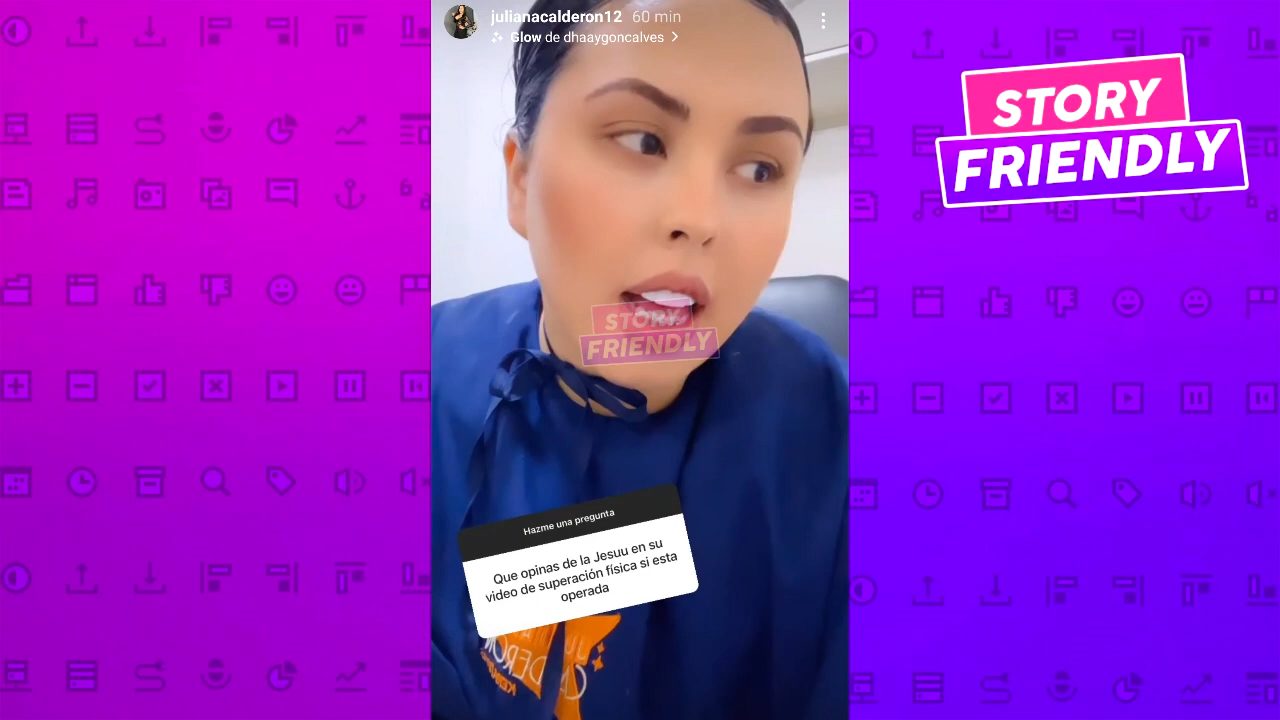 julianacalderon12 60 min
Glow de dhaaygoncalves
STORY
FRIENDLY
STORY
FRIENDLY
Hazme una pregunta
Que opinas de la Jesuu en su
video de superación física si esta
operada